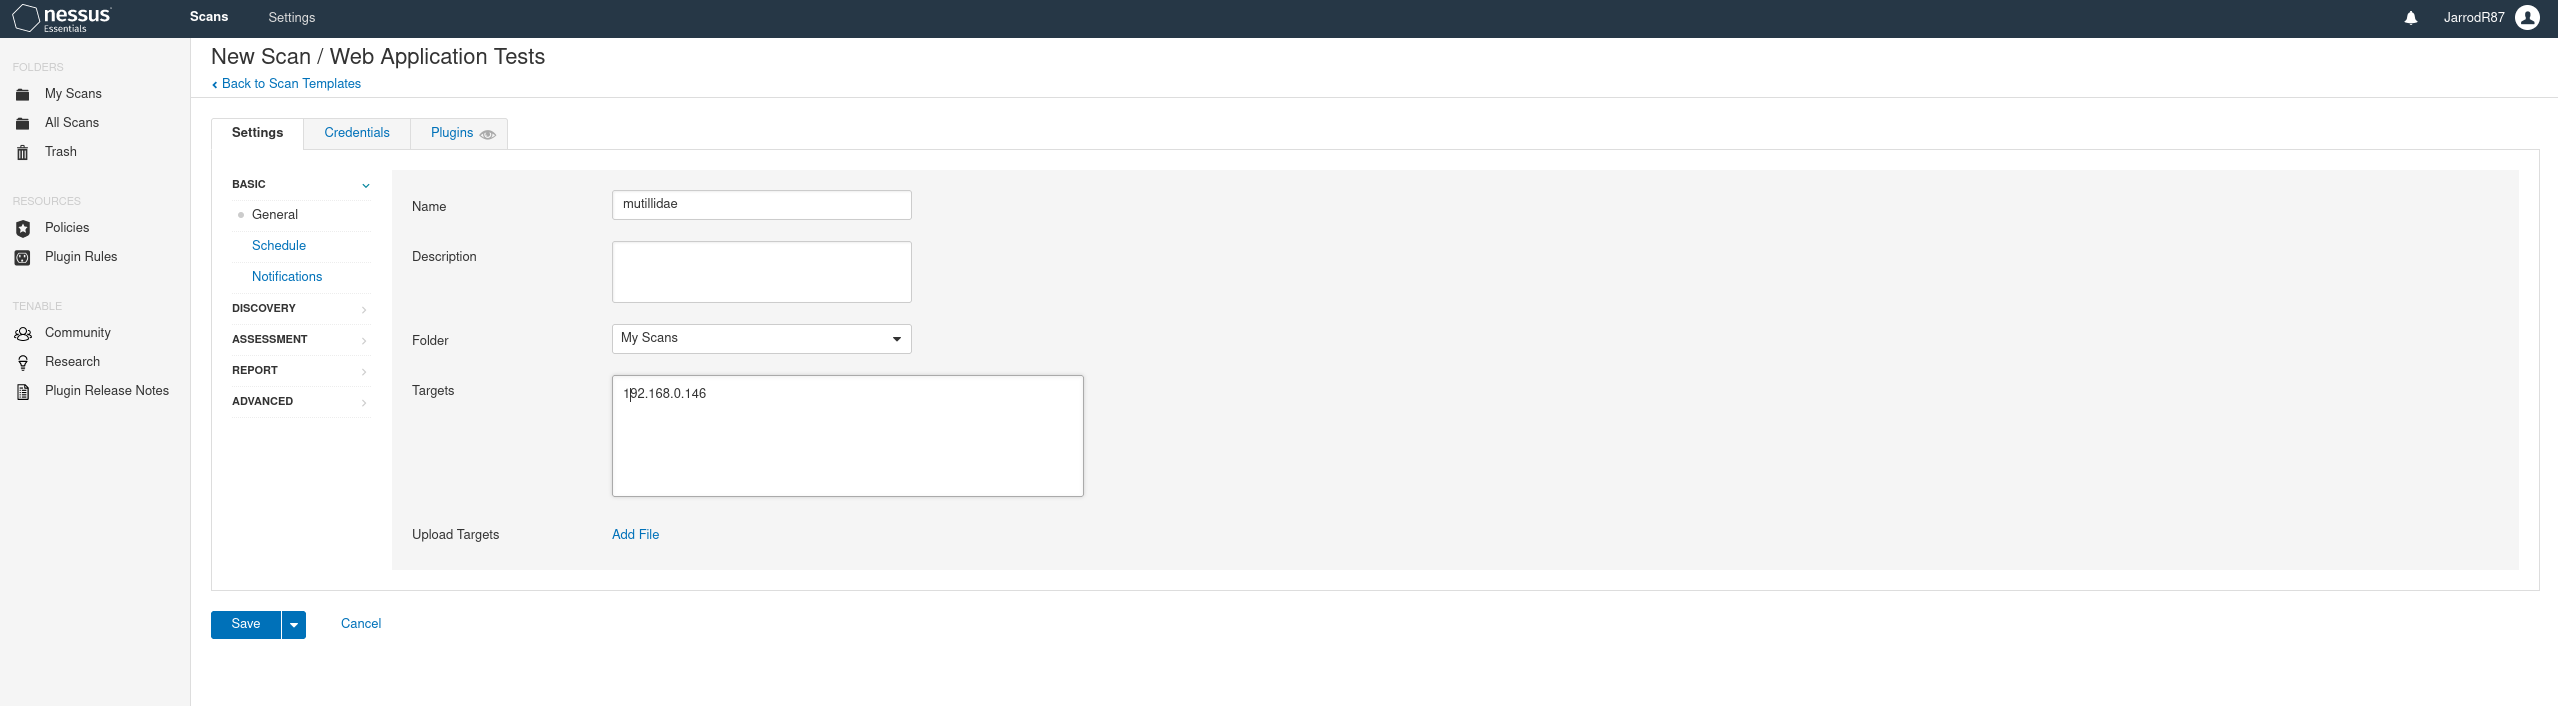 nessus
Essentials
Scans
Settings
JarrodR87
FOLDERS
My Scans
All Scans
Trash
RESOURCES
Policies
Plugin Rules
TENABLE
Community
Research
Plugin Release Notes
New Scan / Web Application Tests
Back to Scan Templates
Settings
Credentials
Plugins
BASIC
General
Schedule
Notifications
DISCOVERY
ASSESSMENT
REPORT
ADVANCED
Name
mutillidae
Description
Folder
My Scans
Targets
192.168.0.146
Upload Targets
Add File
Save
Cancel